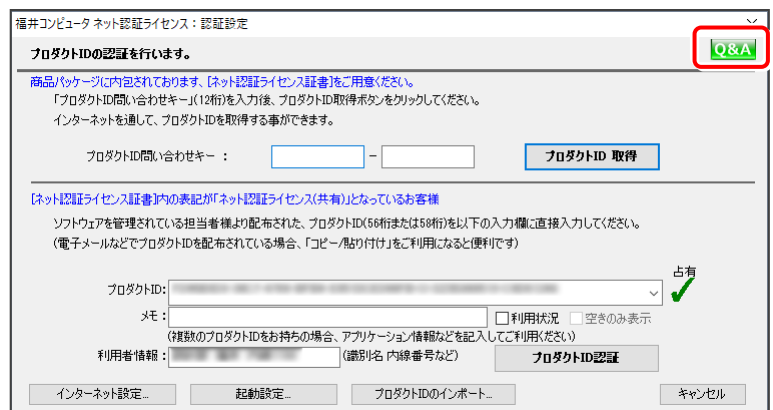 福井コンピュータ ネット認証ライセンス：認証設定
プロダクトIDの認証を行います。
Q&A
商品パッケージに内包されております、[ネット認証ライセンス証書]をご用意ください。
「プロダクトID問い合わせキー」(12桁)を入力後、プロダクトID取得ボタンをクリックしてください。
インターネットを通して、プロダクトIDを取得する事ができます。
プロダクトID問い合わせキー ：
－
プロダクトID 取得
[ネット認証ライセンス証書]内の表記が「ネット認証ライセンス(共有)」となっているお客様
ソフトウェアを管理されている担当者様より配布された、プロダクトID(56桁または58桁)を以下の入力欄に直接入力してください。
(電子メールなどでプロダクトIDを配布されている場合、「コピー/貼り付け」をご利用になると便利です)
占有
プロダクトID:
メモ：
利用状況
空きのみ表示
(複数のプロダクトIDをお持ちの場合、アプリケーション情報などを記入してご利用ください)
利用者情報：
(識別名 内線番号など)
プロダクトID認証
インターネット設定...
起動設定...
プロダクトIDのインポート...
キャンセル